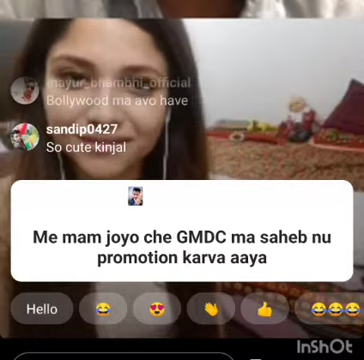 mayur_bhambhi_official
Bollywood ma avo have
sandip0427
So cute kinjal
Me mam joyo che GMDC ma saheb nu
promotion karva aaya
Hello
InShOt